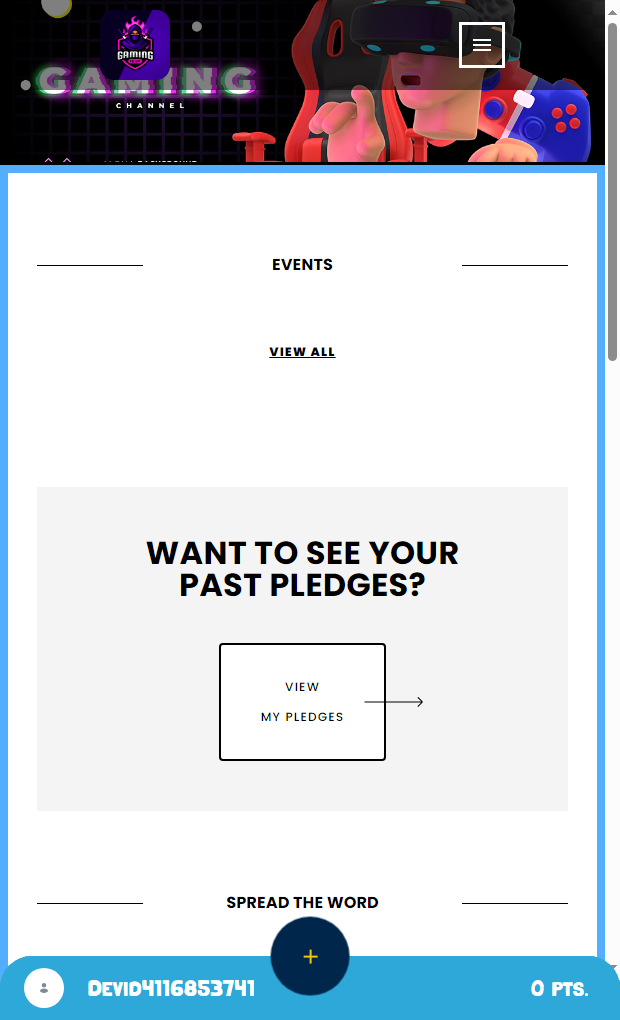 GAMING
GAMING
CHANNEL
EVENTS
VIEW ALL
WANT TO SEE YOUR
PAST PLEDGES?
VIEW
MY PLEDGES
SPREAD THE WORD
+
Devid4116853741
0 PTS.